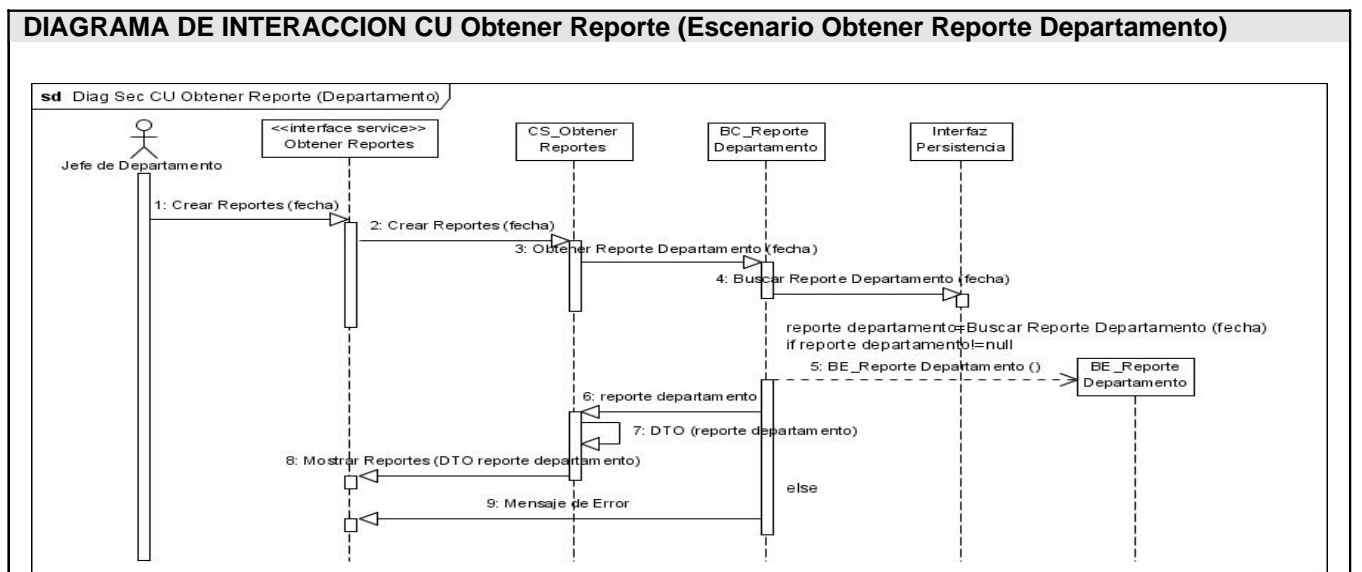 DIAGRAMA DE INTERACCION CU Obtener Reporte (Escenario Obtener Reporte Departamento)
sd Diag Sec CU Obtener Reporte (Departamento)
Jefe de Departamento
<<interface service>>
Obtener Reportes
CS_Obtener
Reportes
BC_Reporte
Departamento
Interfaz
Persistencia
1: Crear Reportes (fecha)
2: Crear Reportes (fecha)
3: Obtener Reporte Departamento (fecha)
4: Buscar Reporte Departamento (fecha)
reporte departamento=Buscar Reporte Departamento (fecha)
if reporte departamento!=null
5: BE_Reporte Departamento ()
BE_Reporte
Departamento
6: reporte departamento
7: DTO (reporte departamento)
8: Mostrar Reportes (DTO reporte departamento)
else
9: Mensaje de Error